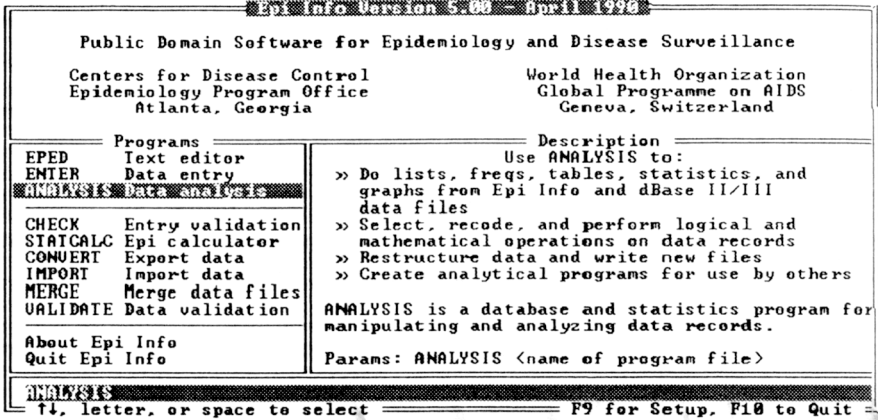 Epi Info Version 5.00 - April 1990
Public Domain Software for Epidemiology and Disease Surveillance
Centers for Disease Control
Epidemiology Program Office
Atlanta, Georgia
World Health Organization
Global Programme on AIDS
Geneva, Switzerland
Programs
EPED Text editor
ENTER Data entry
ANALYSIS Data analysis
CHECK Entry validation
STATCALC Epi calculator
CONVERT Export data
IMPORT Import data
MERGE Merge data files
VALIDATE Data validation
About Epi Info
Quit Epi Info
Description
Use ANALYSIS to:
» Do lists, freqs, tables, statistics, and
graphs from Epi Info and dBase II/III
data files
» Select, recode, and perform logical and
mathematical operations on data records
» Restructure data and write new files
» Create analytical programs for use by others
ANALYSIS is a database and statistics program for
manipulating and analyzing data records.
Params: ANALYSIS <name of program file>
ANALYSIS
↑↓, letter, or space to select
F9 for Setup, F10 to Quit